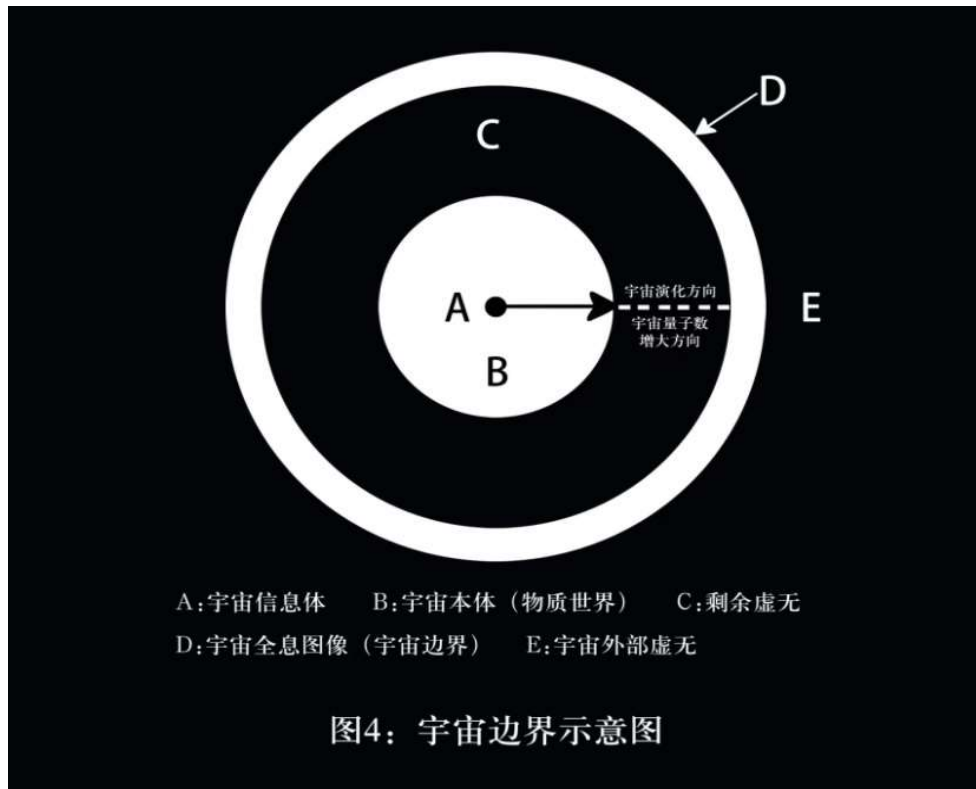 D
C
宇宙演化方向
A
E
宇宙量子数
增大方向
B
A:宇宙信息体 B:宇宙本体（物质世界） C:剩余虚无
D:宇宙全息图像（宇宙边界） E:宇宙外部虚无
图4：宇宙边界示意图